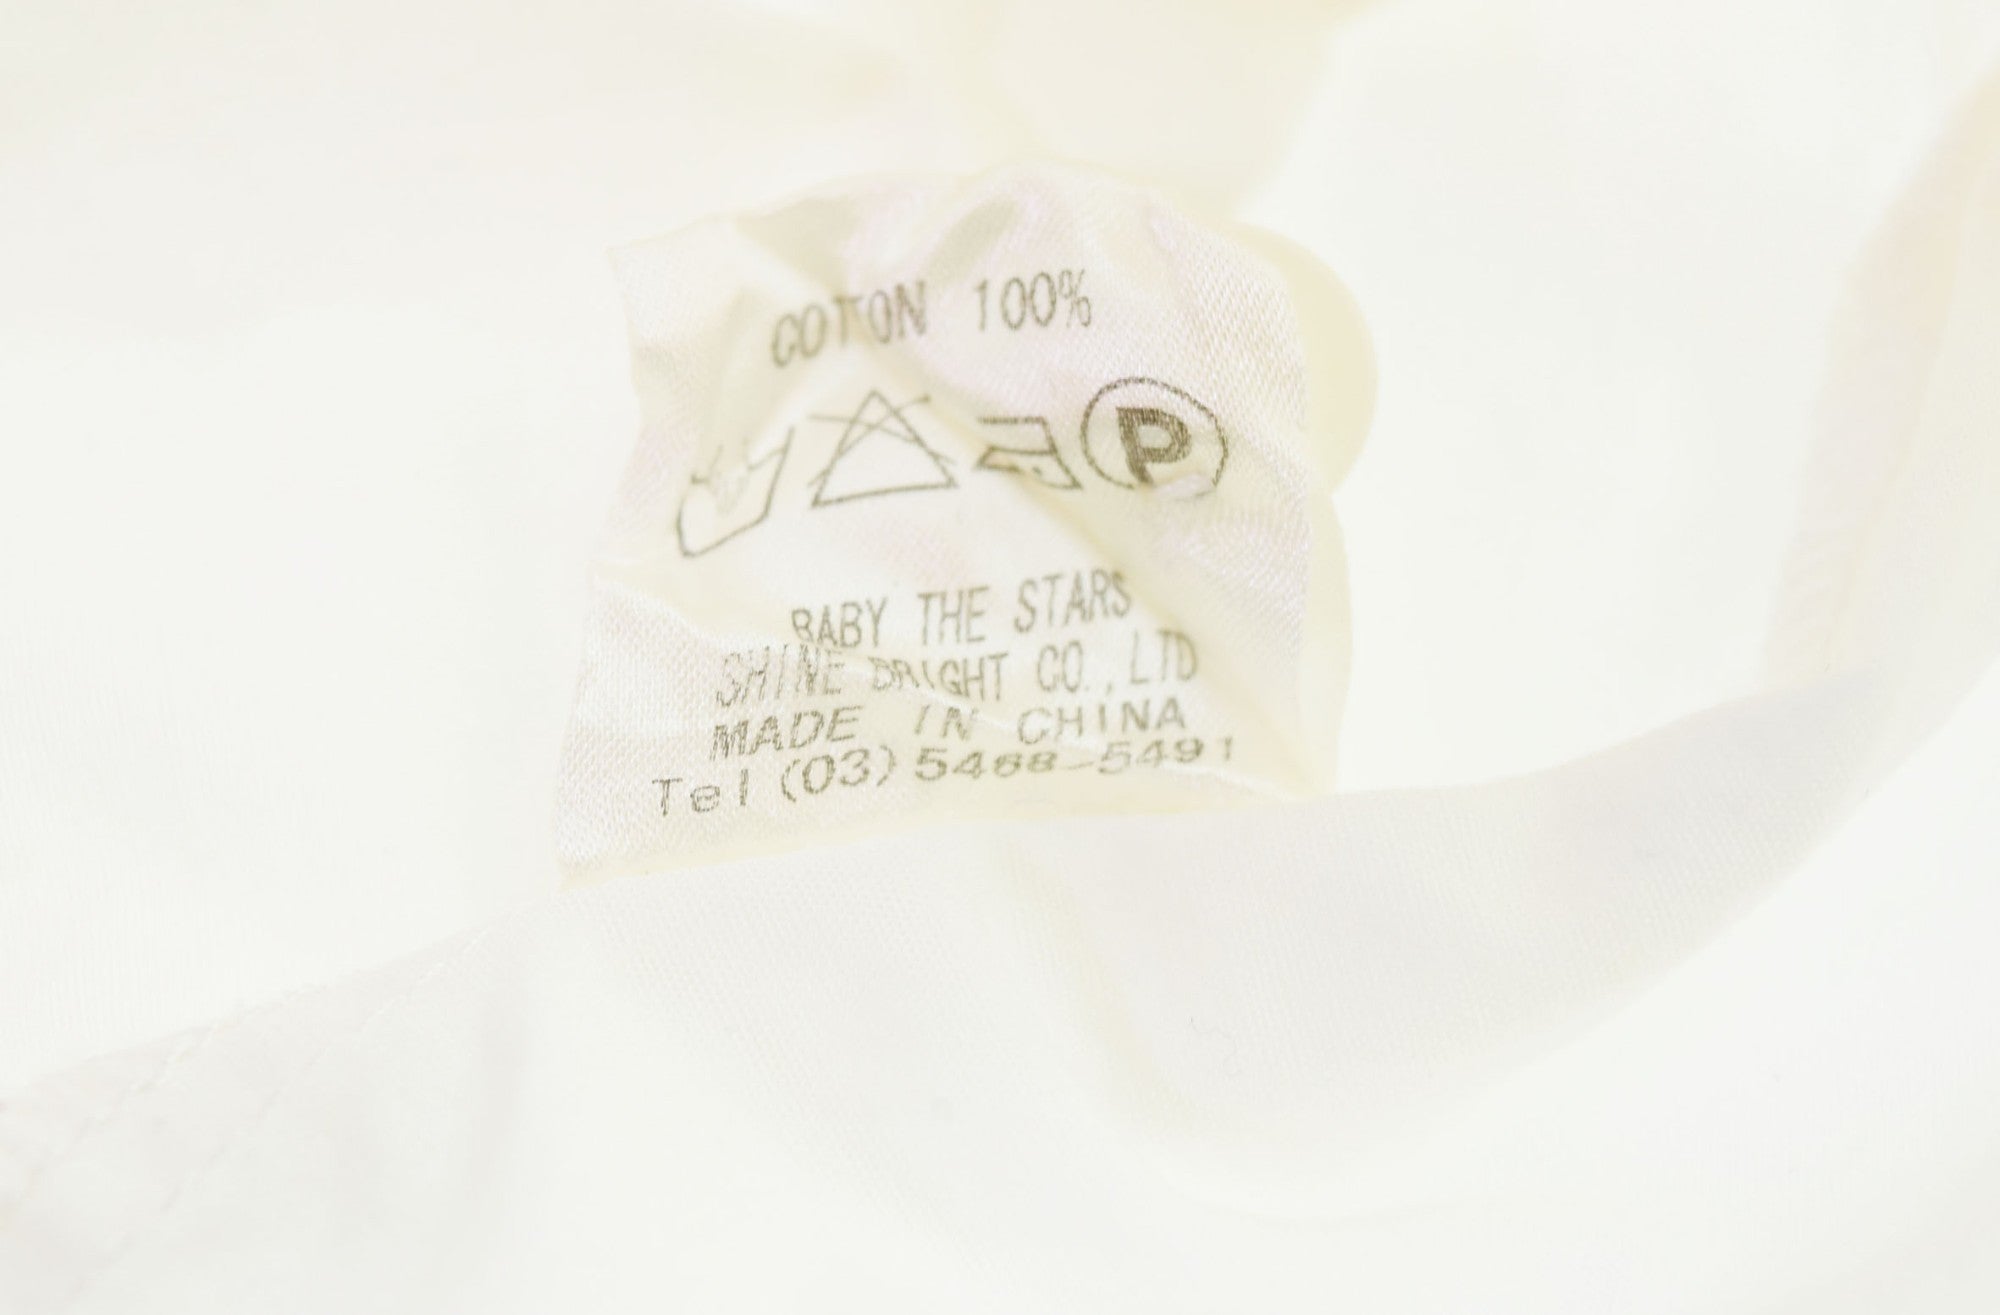 COTTON 100%
P
BABY THE STARS
SHINE BRIGHT CO., LTD
MADE IN CHINA
Tel (03) 5468-5491